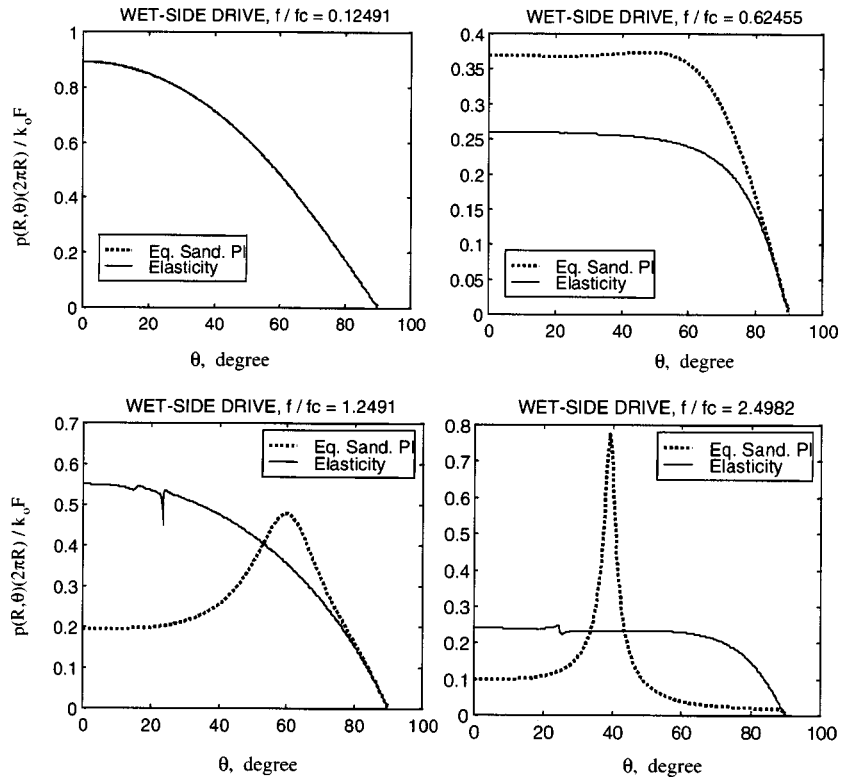 WET-SIDE DRIVE, f / fc = 0.12491
1
0.8
0.6
0.4
0.2
0
p(R,θ)(2πR) / kₒF
Eq. Sand. Pl
Elasticity
0 20 40 60 80 100
θ, degree
WET-SIDE DRIVE, f / fc = 0.62455
0.4
0.35
0.3
0.25
0.2
0.15
0.1
0.05
0
Eq. Sand. Pl
Elasticity
0 20 40 60 80 100
θ, degree
WET-SIDE DRIVE, f / fc = 1.2491
0.7
0.6
0.5
0.4
0.3
0.2
0.1
0
p(R,θ)(2πR) / kₒF
Eq. Sand. Pl
Elasticity
0 20 40 60 80 100
θ, degree
WET-SIDE DRIVE, f / fc = 2.4982
0.8
0.7
0.6
0.5
0.4
0.3
0.2
0.1
0
Eq. Sand. Pl
Elasticity
0 20 40 60 80 100
θ, degree